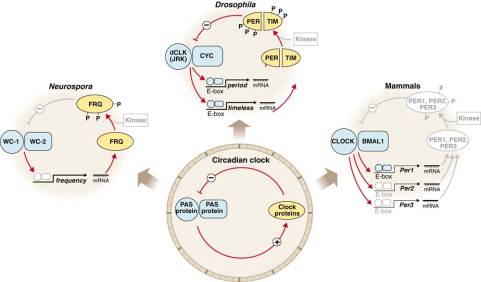 Drosophila
P
P P
PER TIM
P
P
Kinase
dCLK
(JRK)
CYC
PER TIM
E-box
period
mRNA
timeless
E-box
mRNA
Neurospora
FRQ
P
P P
Kinase
WC-1
WC-2
FRQ
frequency
mRNA
Mammals
PER1, PER2,
PER3
P
Kinase
CLOCK
BMAL1
PER1, PER2,
PER3
Per1
E-box
mRNA
Per2
E-box
mRNA
Per3
E-box
mRNA
Circadian clock
PAS
protein
PAS
protein
Clock
proteins